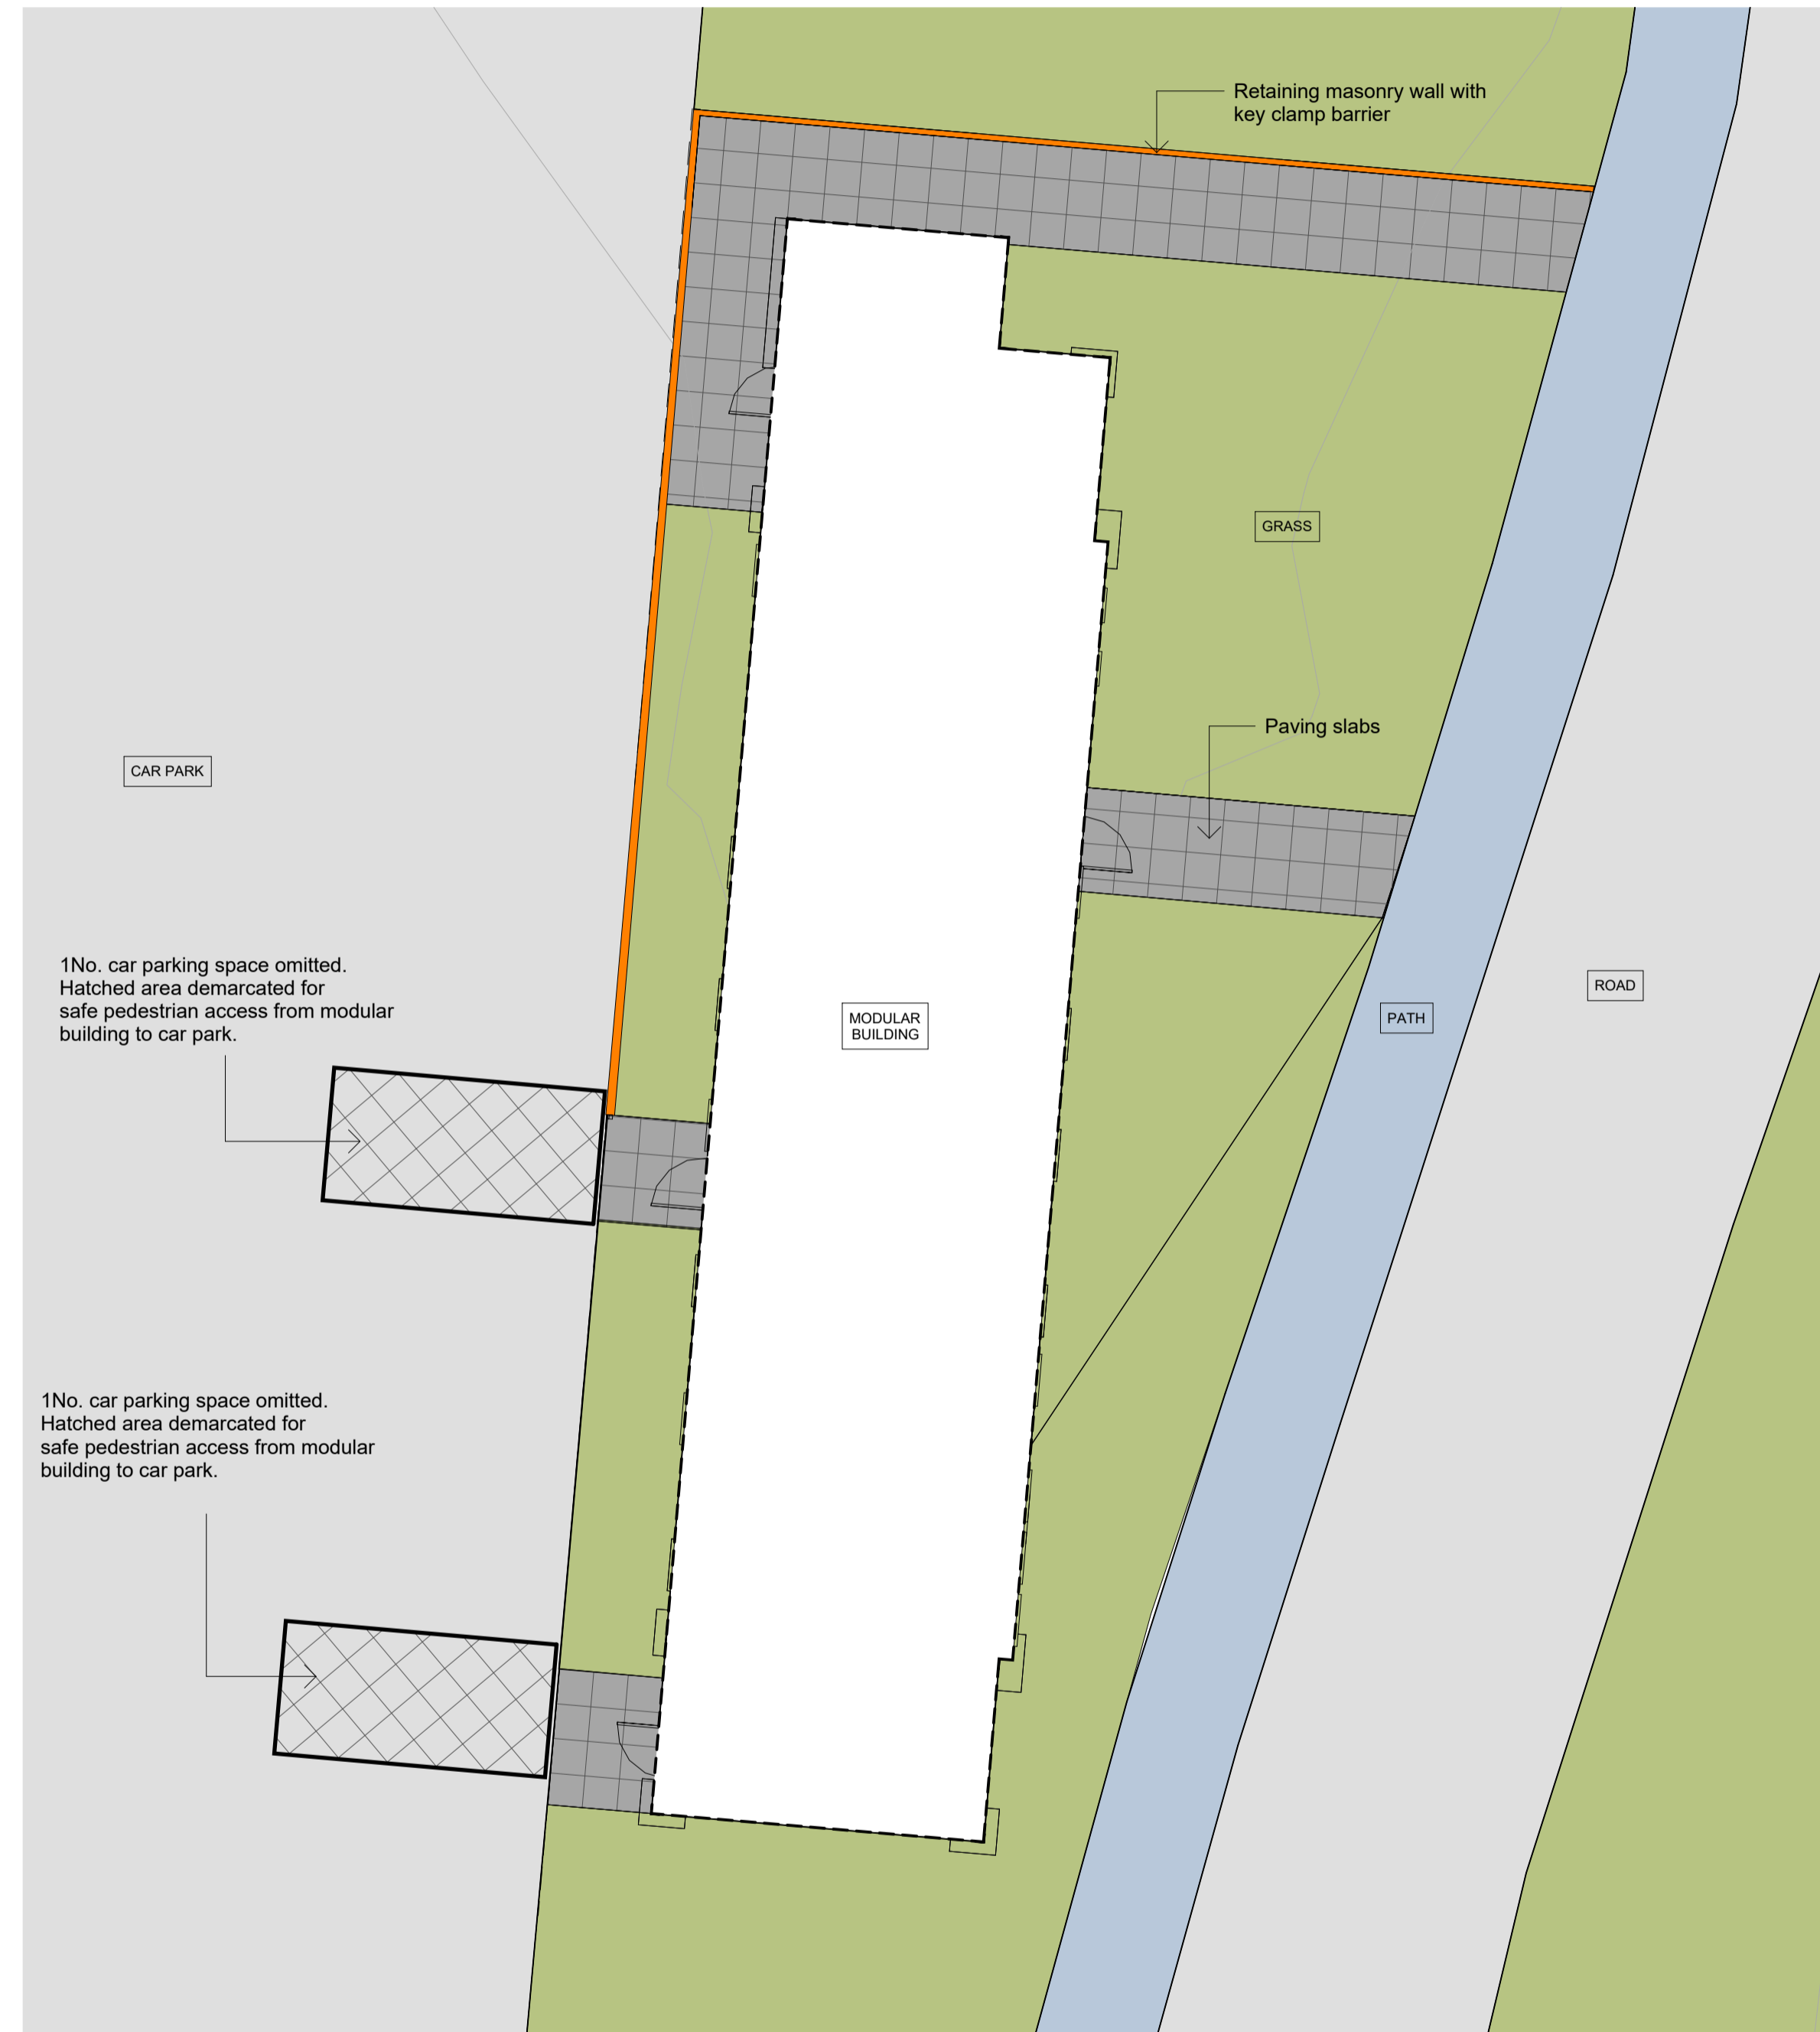 Retaining masonry wall with
key clamp barrier
GRASS
Paving slabs
CAR PARK
1No. car parking space omitted.
Hatched area demarcated for
safe pedestrian access from modular
building to car park.
ROAD
MODULAR
BUILDING
PATH
1No. car parking space omitted.
Hatched area demarcated for
safe pedestrian access from modular
building to car park.